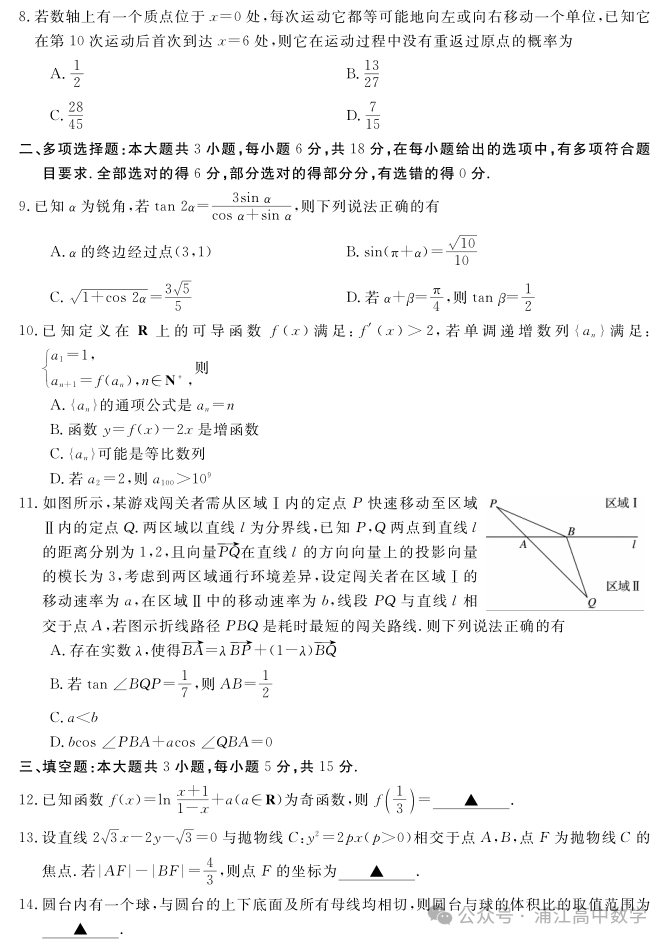 8.若数轴上有一个质点位于 x=0 处,每次运动它都等可能地向左或向右移动一个单位,已知它
在第 10 次运动后首次到达 x=6 处,则它在运动过程中没有重返过原点的概率为
A. 1/2 B. 13/27
C. 28/45 D. 7/15
二、多项选择题:本大题共 3 小题,每小题 6 分,共 18 分,在每小题给出的选项中,有多项符合题
目要求. 全部选对的得 6 分,部分选对的得部分分,有选错的得 0 分.
9.已知 α 为锐角,若 tan 2α=3sin α/(cos α+sin α),则下列说法正确的有
A. α 的终边经过点(3,1) B. sin(π+α)=√10/10
C. √(1+cos 2α)=3√5/5 D. 若 α+β=π/4,则 tan β=1/2
10.已知定义在 R 上的可导函数 f(x)满足:f′(x)>2,若单调递增数列{aₙ}满足:
{a₁=1,
aₙ₊₁=f(aₙ),n∈N*, 则
A. {aₙ}的通项公式是 aₙ=n
B. 函数 y=f(x)-2x 是增函数
C. {aₙ}可能是等比数列
D. 若 a₂=2,则 a₁₀₀>10⁹
11.如图所示,某游戏闯关者需从区域Ⅰ内的定点 P 快速移动至区域
Ⅱ内的定点 Q. 两区域以直线 l 为分界线,已知 P,Q 两点到直线 l
的距离分别为 1,2,且向量PQ→在直线 l 的方向向量上的投影向量
的模长为 3,考虑到两区域通行环境差异,设定闯关者在区域Ⅰ的
移动速率为 a,在区域Ⅱ中的移动速率为 b,线段 PQ 与直线 l 相
交于点 A,若图示折线路径 PBQ 是耗时最短的闯关路线. 则下列说法正确的有
P 区域Ⅰ
B
A l
区域Ⅱ
Q
A. 存在实数 λ,使得BA→=λBP→+(1-λ)BQ→
B. 若 tan ∠BQP=1/7,则 AB=1/2
C. a<b
D. bcos ∠PBA+acos ∠QBA=0
三、填空题:本大题共 3 小题,每小题 5 分,共 15 分.
12.已知函数 f(x)=ln (x+1)/(1-x)+a(a∈R)为奇函数,则 f(1/3)=▲.
13.设直线 2√3x-2y-√3=0 与抛物线 C:y²=2px(p>0)相交于点 A,B,点 F 为抛物线 C 的
焦点. 若|AF|-|BF|=4/3,则点 F 的坐标为▲.
14.圆台内有一个球,与圆台的上下底面及所有母线均相切,则圆台与球的体积比的取值范围为
▲.
公众号·浦江高中数学